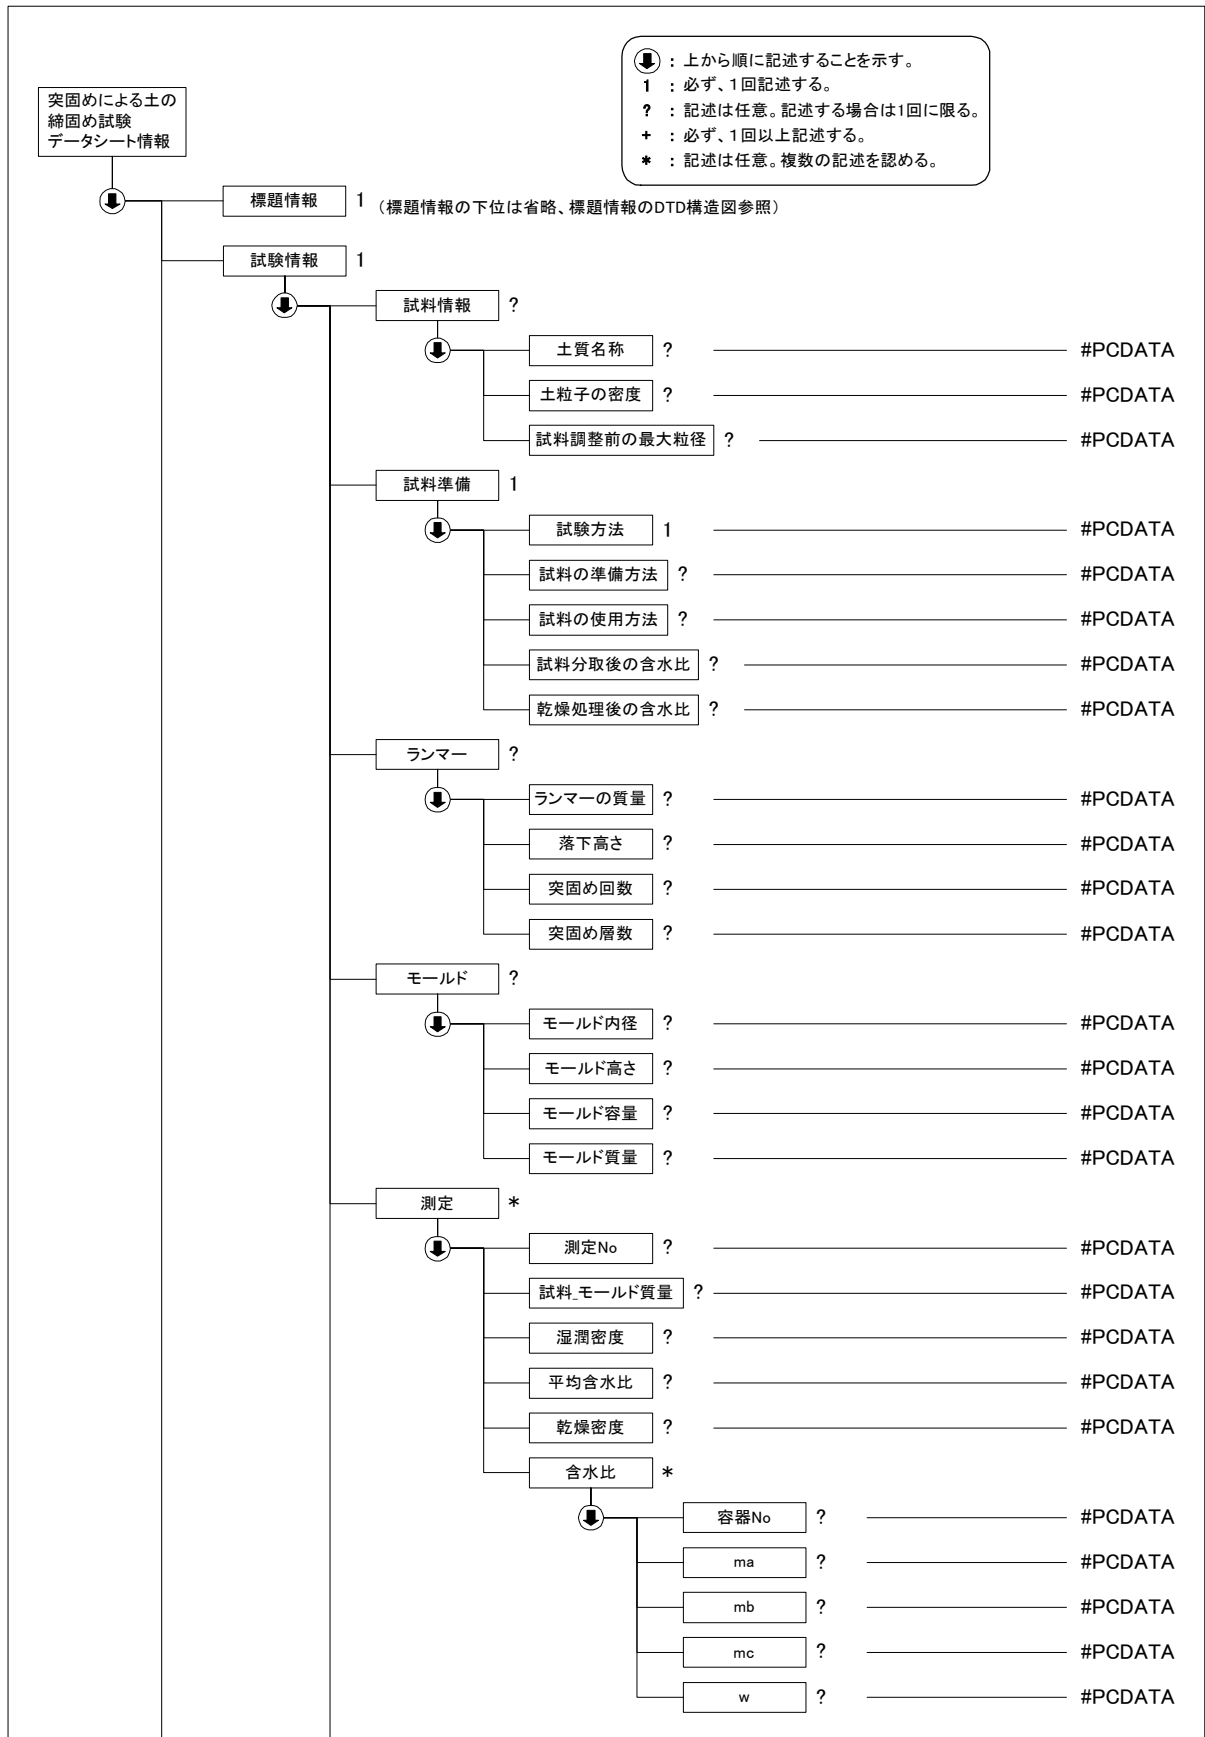 ⬇ : 上から順に記述することを示す。
1 : 必ず、1回記述する。
? : 記述は任意。記述する場合は1回に限る。
+ : 必ず、1回以上記述する。
* : 記述は任意。複数の記述を認める。
突固めによる土の
締固め試験
データシート情報
標題情報 1 (標題情報の下位は省略、標題情報のDTD構造図参照)
試験情報 1
試料情報 ?
土質名称 ? #PCDATA
土粒子の密度 ? #PCDATA
試料調整前の最大粒径 ? #PCDATA
試料準備 1
試験方法 1 #PCDATA
試料の準備方法 ? #PCDATA
試料の使用方法 ? #PCDATA
試料分取後の含水比 ? #PCDATA
乾燥処理後の含水比 ? #PCDATA
ランマー ?
ランマーの質量 ? #PCDATA
落下高さ ? #PCDATA
突固め回数 ? #PCDATA
突固め層数 ? #PCDATA
モールド ?
モールド内径 ? #PCDATA
モールド高さ ? #PCDATA
モールド容量 ? #PCDATA
モールド質量 ? #PCDATA
測定 *
測定No ? #PCDATA
試料_モールド質量 ? #PCDATA
湿潤密度 ? #PCDATA
平均含水比 ? #PCDATA
乾燥密度 ? #PCDATA
含水比 *
容器No ? #PCDATA
ma ? #PCDATA
mb ? #PCDATA
mc ? #PCDATA
w ? #PCDATA